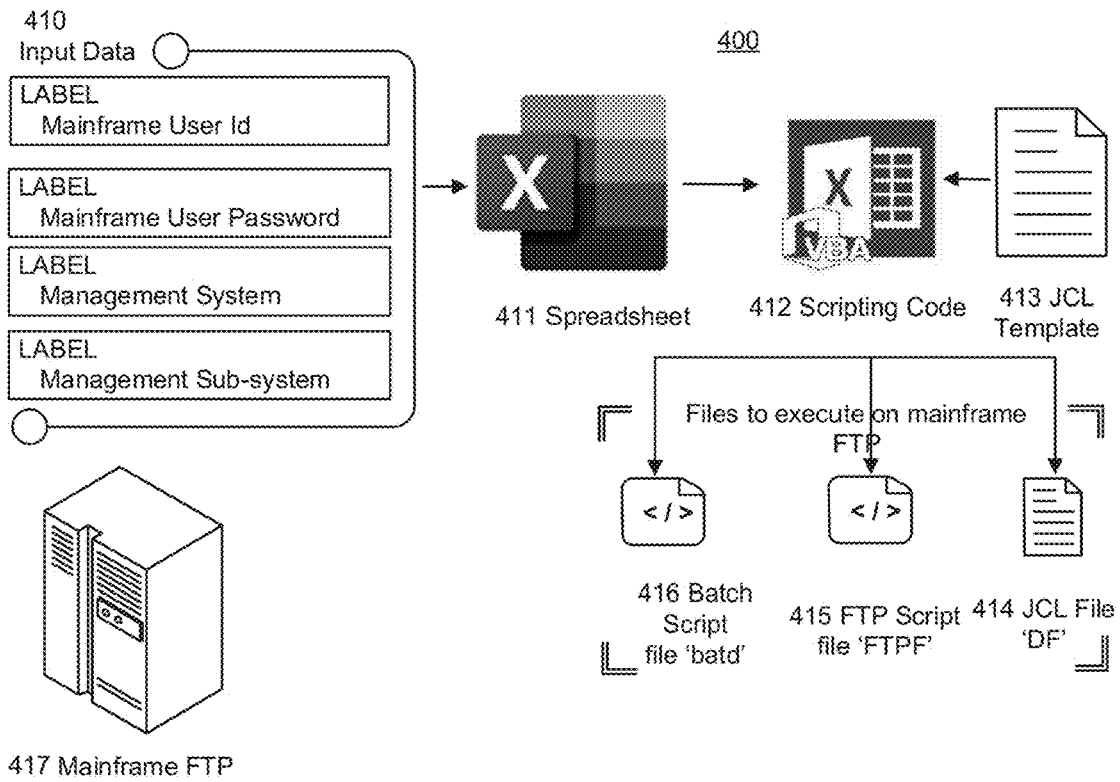 410
Input Data
400
LABEL
Mainframe User Id
LABEL
Mainframe User Password
LABEL
Management System
LABEL
Management Sub-system
X
X
VBA
411 Spreadsheet
412 Scripting Code
413 JCL
Template
Files to execute on mainframe
FTP
< / >
< / >
416 Batch
Script
file 'batd'
415 FTP Script
file 'FTPF'
414 JCL File
'DF'
417 Mainframe FTP